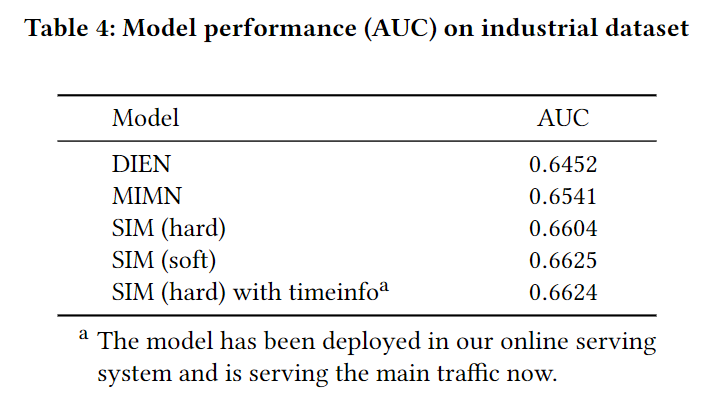 Table 4: Model performance (AUC) on industrial dataset
Model AUC
DIEN 0.6452
MIMN 0.6541
SIM (hard) 0.6604
SIM (soft) 0.6625
SIM (hard) with timeinfoᵃ 0.6624
ᵃ The model has been deployed in our online serving
system and is serving the main traffic now.